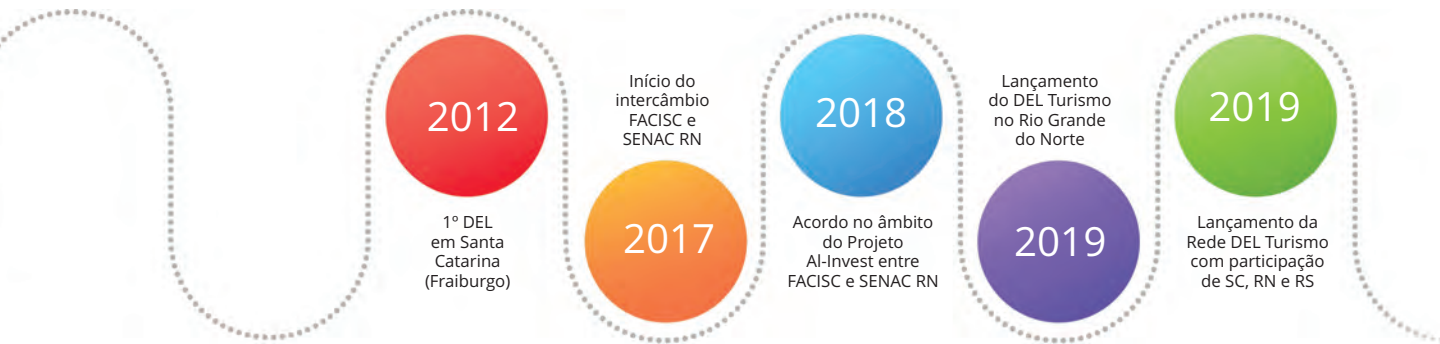 2012
1º DEL
em Santa
Catarina
(Fraiburgo)
Início do
intercâmbio
FACISC e
SENAC RN
2017
2018
Acordo no âmbito
do Projeto
Al-Invest entre
FACISC e SENAC RN
Lançamento
do DEL Turismo
no Rio Grande
do Norte
2019
2019
Lançamento da
Rede DEL Turismo
com participação
de SC, RN e RS